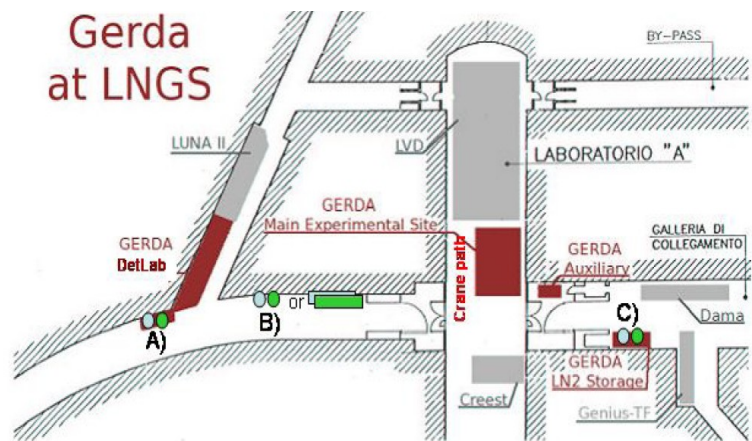 Gerda
at LNGS
BY-PASS
LUNA II
LVD
LABORATORIO "A"
GERDA
Main Experimental Site
GERDA
DetLab
GERDA
Auxiliary
GALLERIA DI
COLLEGAMENTO
Crane path
A)
B)
or
C)
Dama
GERDA
LN2 Storage
Creest
Genius-TF